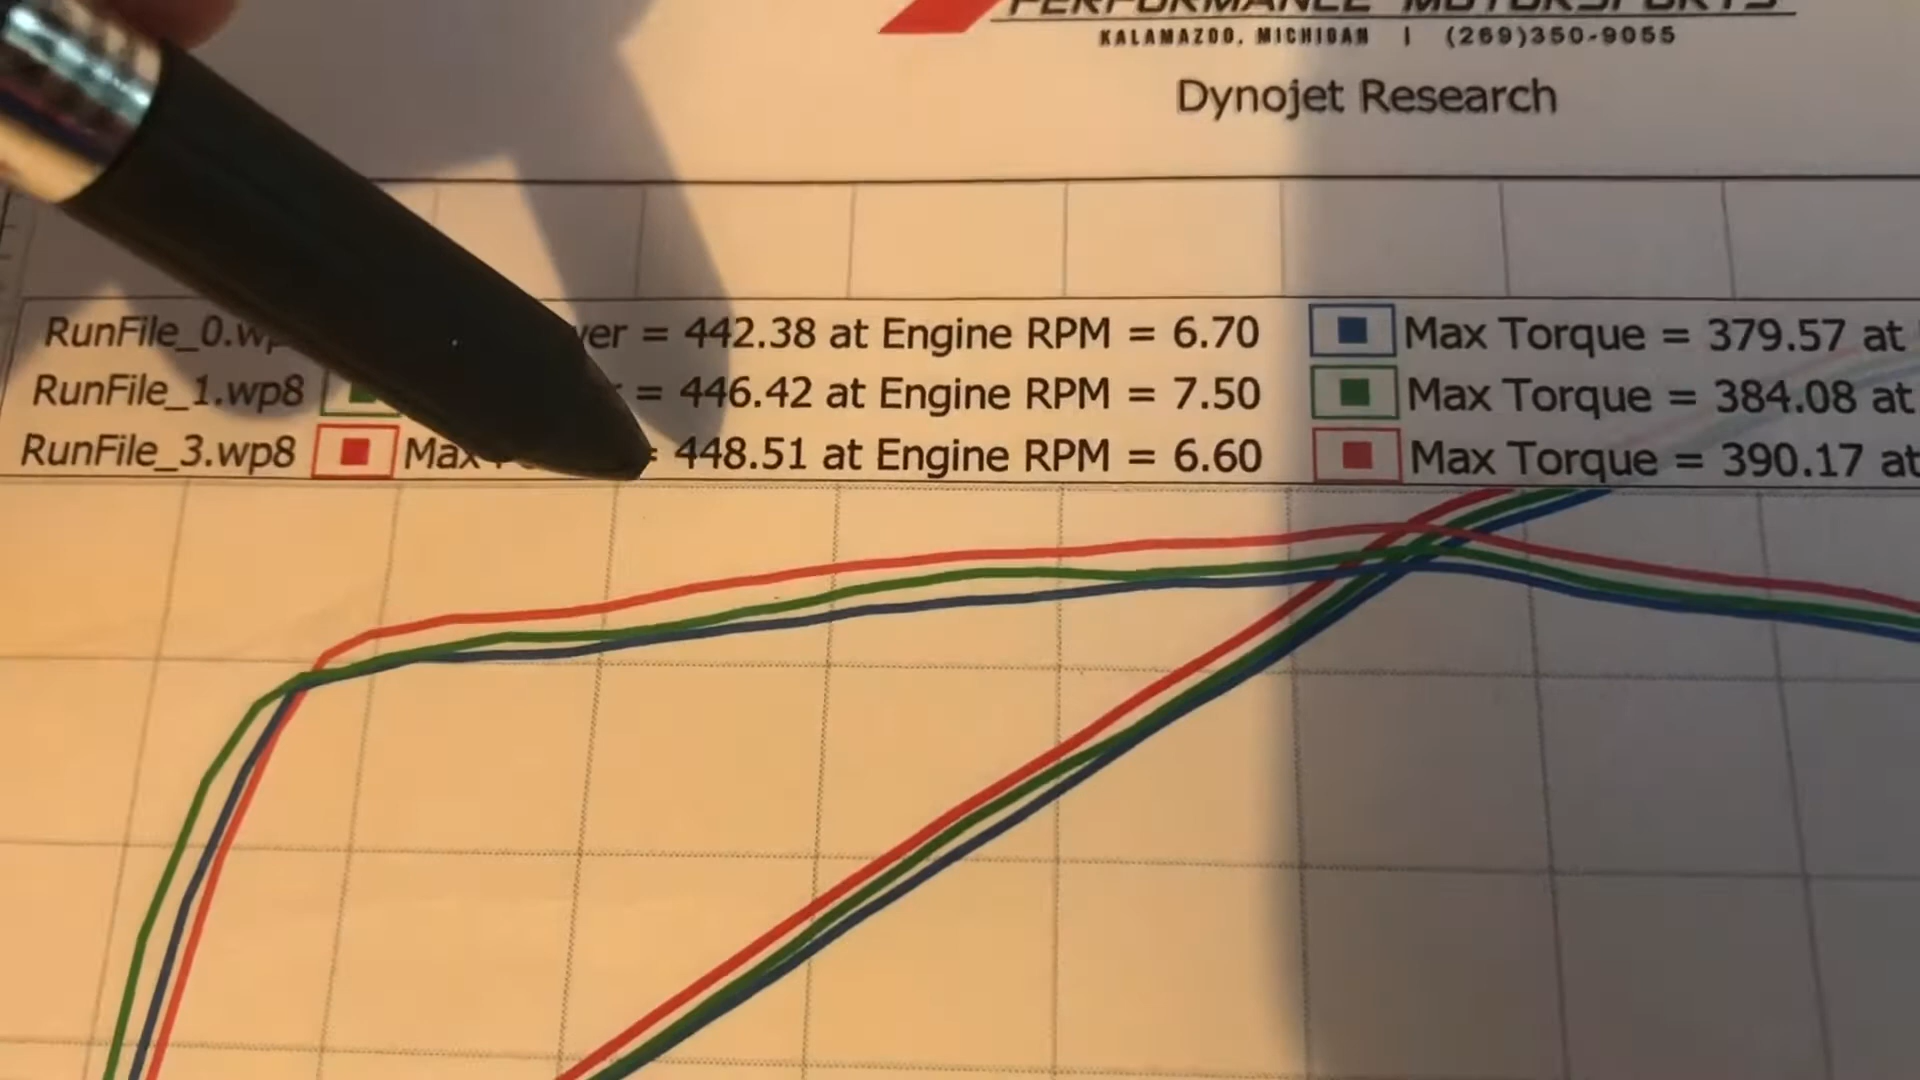 PERFORMANCE MOTORSPORTS
KALAMAZOO, MICHIGAN | (269)350-9055
Dynojet Research
= 442.38 at Engine RPM = 6.70 Max Torque = 379.57 at
RunFile_1.wp8 = 446.42 at Engine RPM = 7.50 Max Torque = 384.08 at
RunFile_3.wp8 Max = 448.51 at Engine RPM = 6.60 Max Torque = 390.17 at